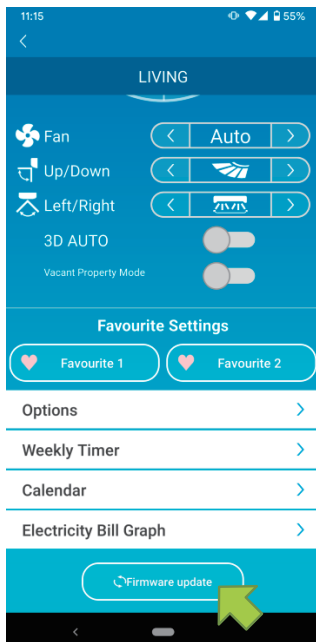 11:15
55%
LIVING
Fan
Auto
Up/Down
Left/Right
3D AUTO
Vacant Property Mode
Favourite Settings
Favourite 1
Favourite 2
Options
Weekly Timer
Calendar
Electricity Bill Graph
Firmware update